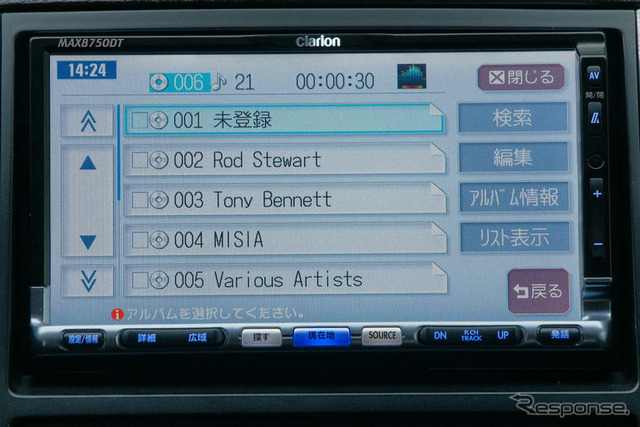 MAX8750DT
clarion
14:24
006 21 00:00:30
閉じる
AV
開/閉
001 未登録
検索
002 Rod Stewart
編集
003 Tony Bennett
アルバム情報
004 MISIA
リスト表示
005 Various Artists
戻る
アルバムを選択してください。
設定/情報
詳細
広域
探す
現在地
SOURCE
DN
P.CH
TRACK
UP
発話
Response.